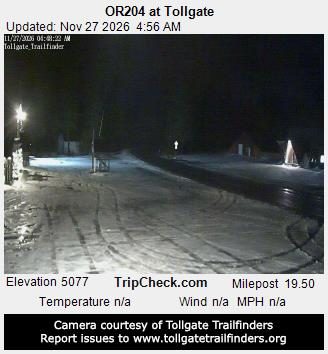 OR204 at Tollgate
Updated: Nov 27 2026 4:56 AM
11/27/2026 04:48:22 AM
Tollgate_Trailfinder
Elevation 5077 TripCheck.com Milepost 19.50
Temperature n/a Wind n/a MPH n/a
Camera courtesy of Tollgate Trailfinders
Report issues to www.tollgatetrailfinders.org